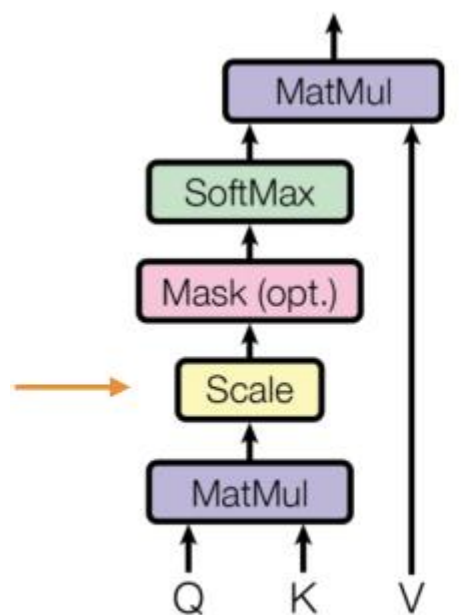 MatMul
SoftMax
Mask (opt.)
Scale
MatMul
Q K V